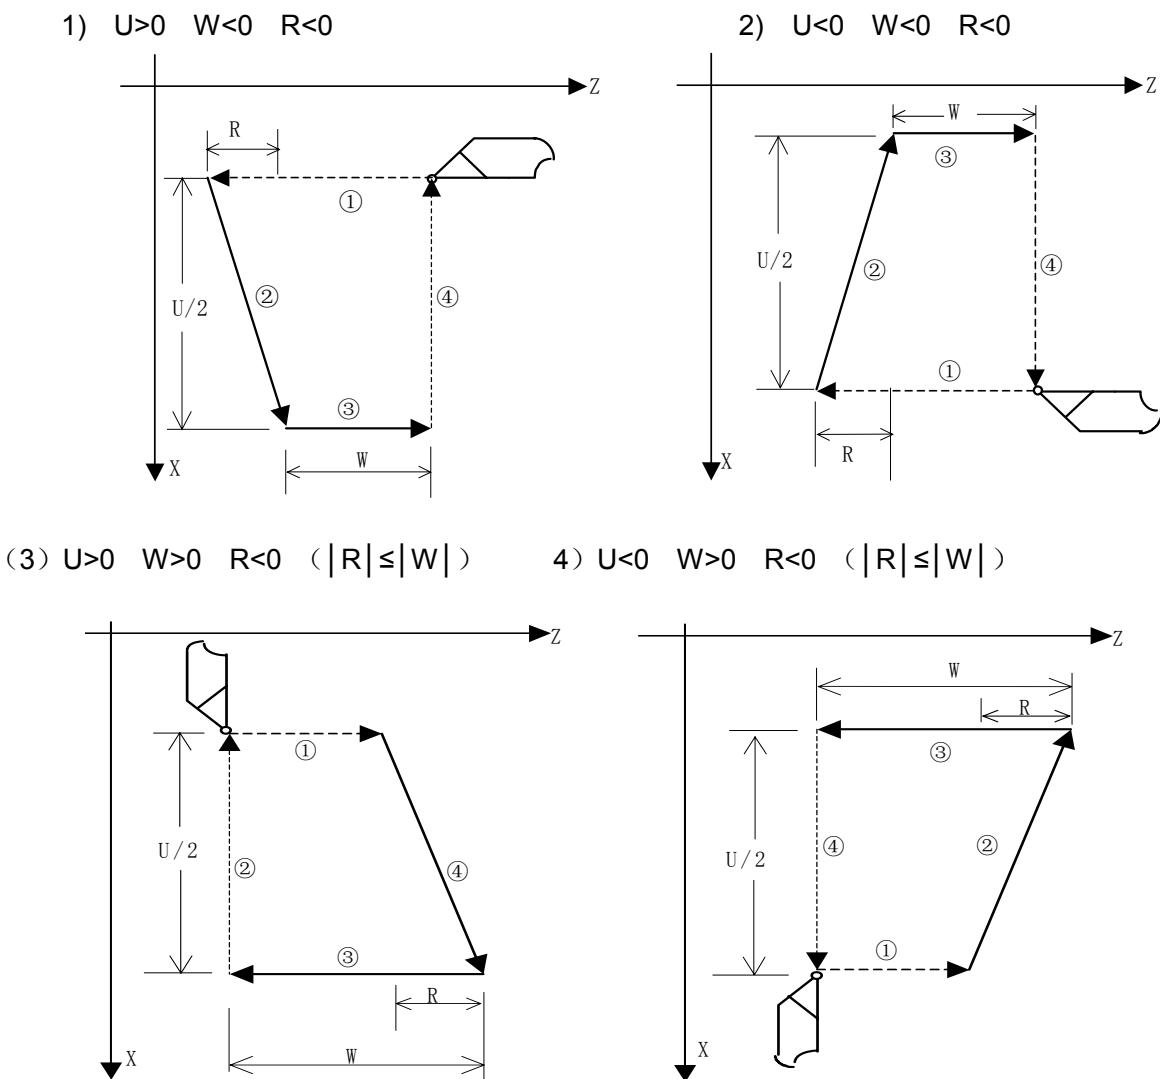 1) U>0 W<0 R<0
2) U<0 W<0 R<0
Z
R
①
U/2
②
④
③
W
X
Z
W
③
U/2
②
④
①
R
X
（3）U>0 W>0 R<0 （|R|≤|W|）
4）U<0 W>0 R<0 （|R|≤|W|）
Z
①
U/2
②
④
③
R
W
X
Z
W
R
③
U/2
④
②
①
X